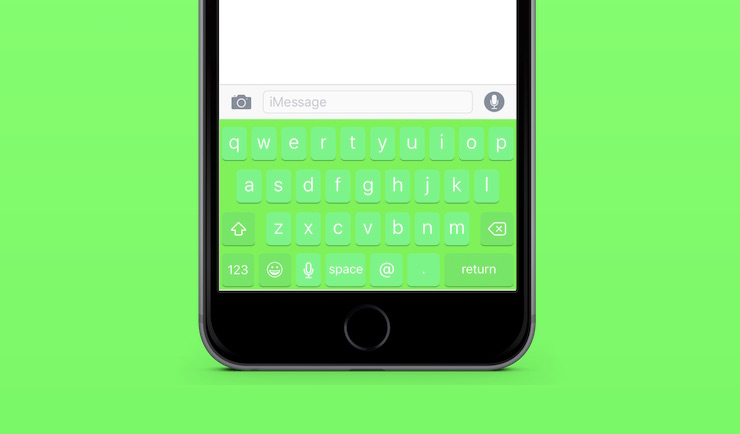 iMessage
q w e r t y u i o p
a s d f g h j k l
z x c v b n m
123 space @ . return